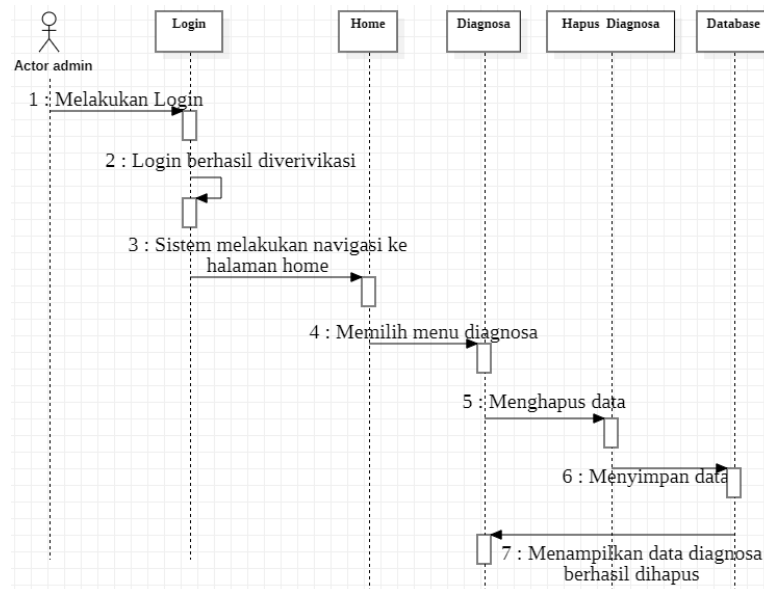 Login
Home
Diagnosa
Hapus Diagnosa
Database
Actor admin
1 : Melakukan Login
2 : Login berhasil diverivikasi
3 : Sistem melakukan navigasi ke
halaman home
4 : Memilih menu diagnosa
5 : Menghapus data
6 : Menyimpan data
7 : Menampilkan data diagnosa
berhasil dihapus